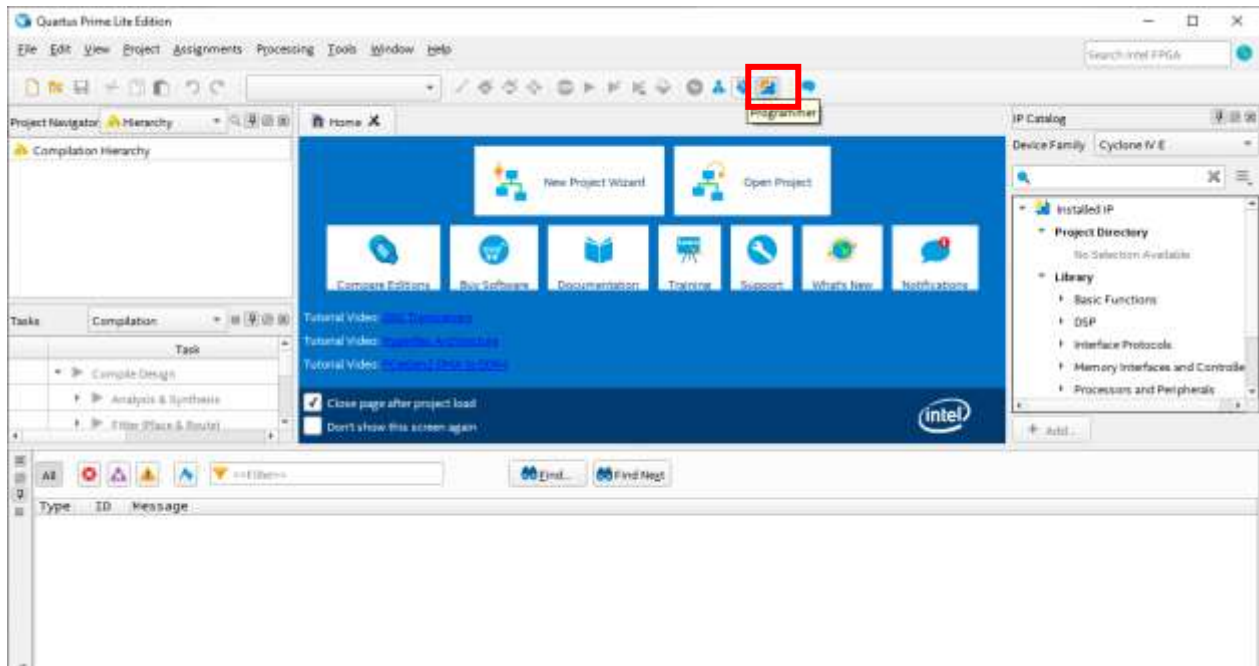 Quartus Prime Lite Edition
File Edit View Project Assignments Processing Tools Window Help
Search Intel FPGA
Programmer
Project Navigator Hierarchy
Compilation Hierarchy
Home
New Project Wizard
Open Project
Compare Editions
Buy Software
Documentation
Training
Support
What's New
Notifications
Tutorial Video:
Tutorial Video:
Tutorial Video:
Close page after project load
Don't show this screen again
intel
IP Catalog
Device Family Cyclone IV E
Installed IP
Project Directory
No Selection Available
Library
Basic Functions
DSP
Interface Protocols
Memory Interfaces and Controlle
Processors and Peripherals
Add...
Tasks Compilation
Task
Compile Design
Analysis & Synthesis
Fitter (Place & Route)
All
<<Filter>>
Find...
Find Next
Type ID Message